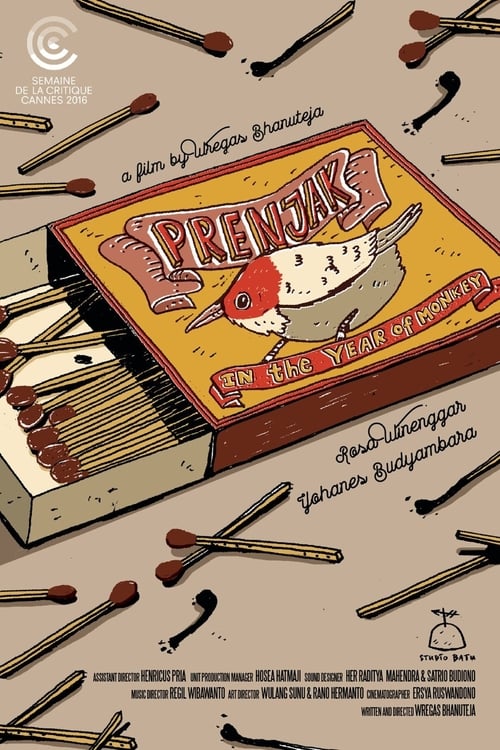 SEMAINE
DE LA CRITIQUE
CANNES 2016
a film by Wregas Bhanuteja
PRENJAK
IN the YEAR of MONKEY
Rosa Winenggar
Yohanes Budyambara
STUDIO BATU
ASSISTANT DIRECTOR HENRICUS PRIA UNIT PRODUCTION MANAGER HOSEA HATMAJI SOUND DESIGNER HER RADITYA MAHENDRA & SATRIO BUDIONO
MUSIC DIRECTOR REGIL WIBAWANTO ART DIRECTOR WULANG SUNU & RANO HERMANTO CINEMATOGRAPHER ERSYA RUSWANDONO
WRITTEN AND DIRECTED WREGAS BHANUTEJA